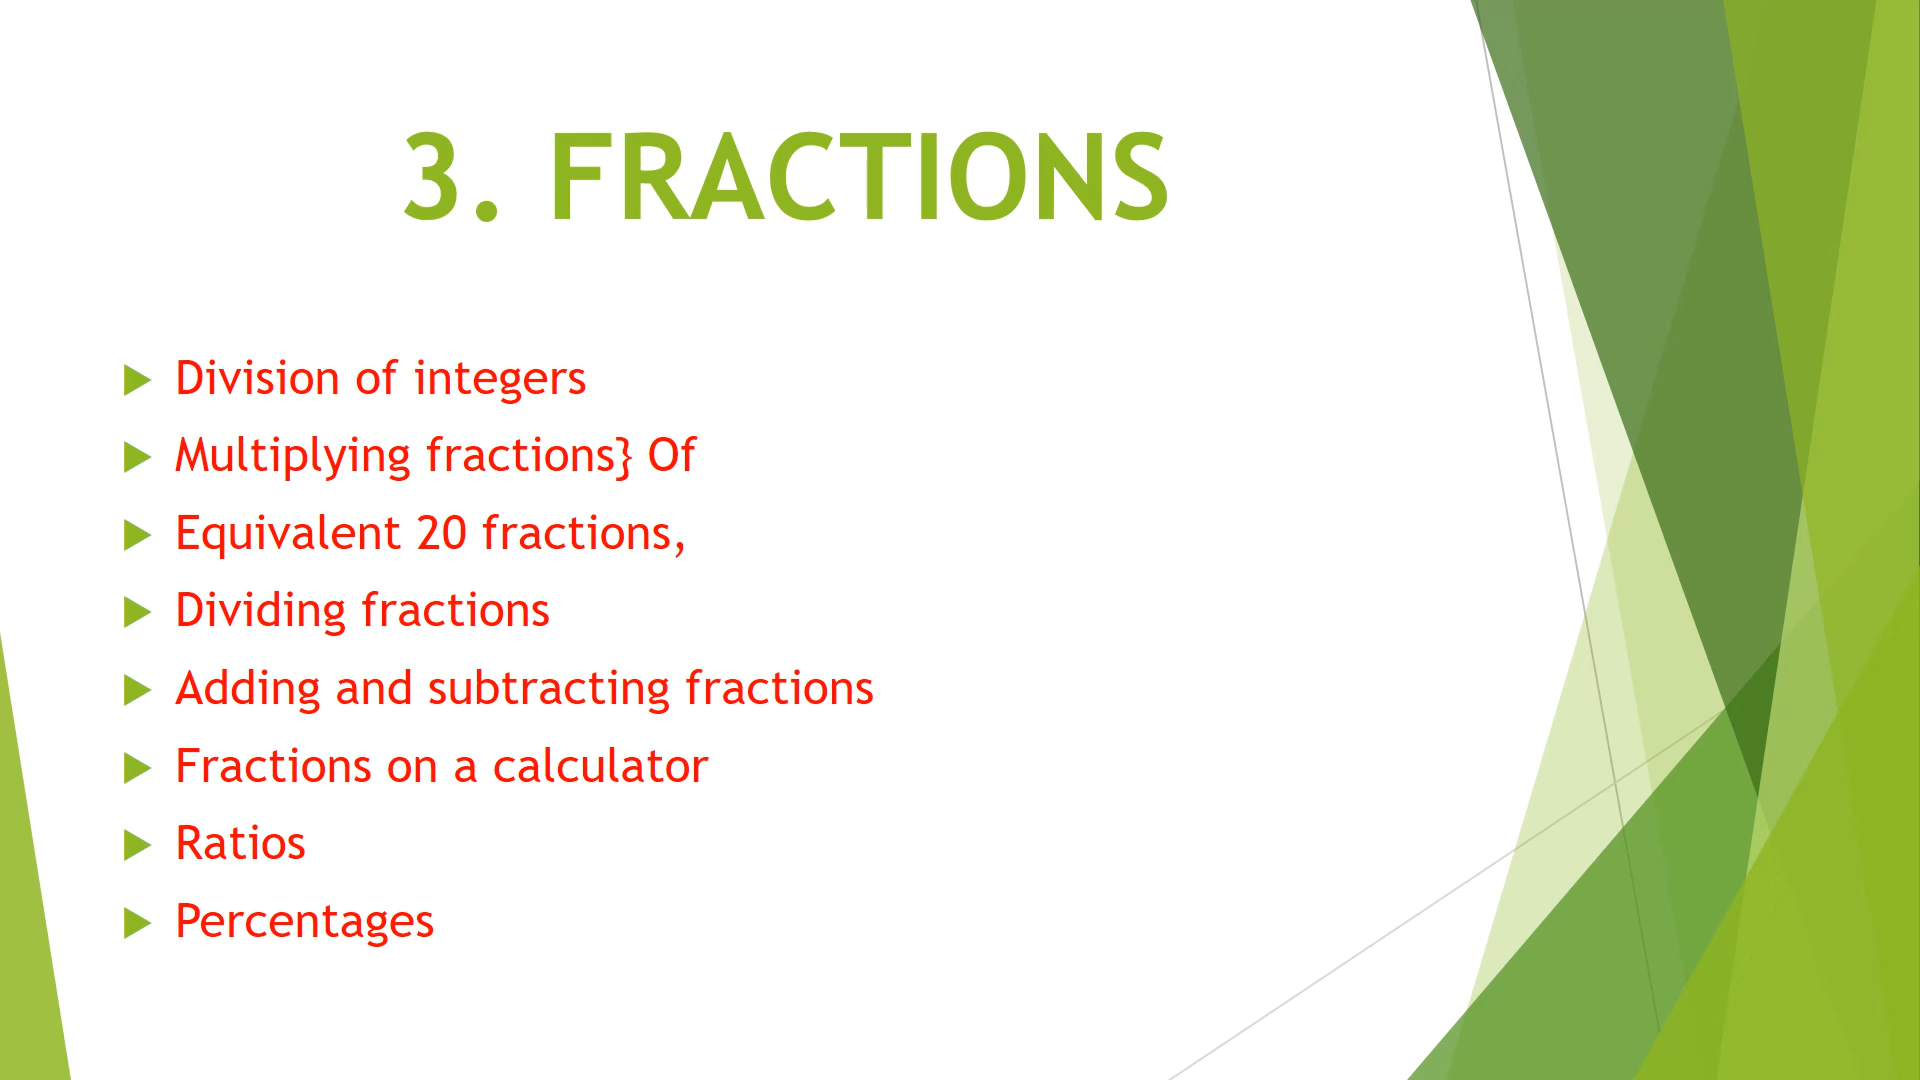 3. FRACTIONS
Division of integers
Multiplying fractions} Of
Equivalent 20 fractions,
Dividing fractions
Adding and subtracting fractions
Fractions on a calculator
Ratios
Percentages